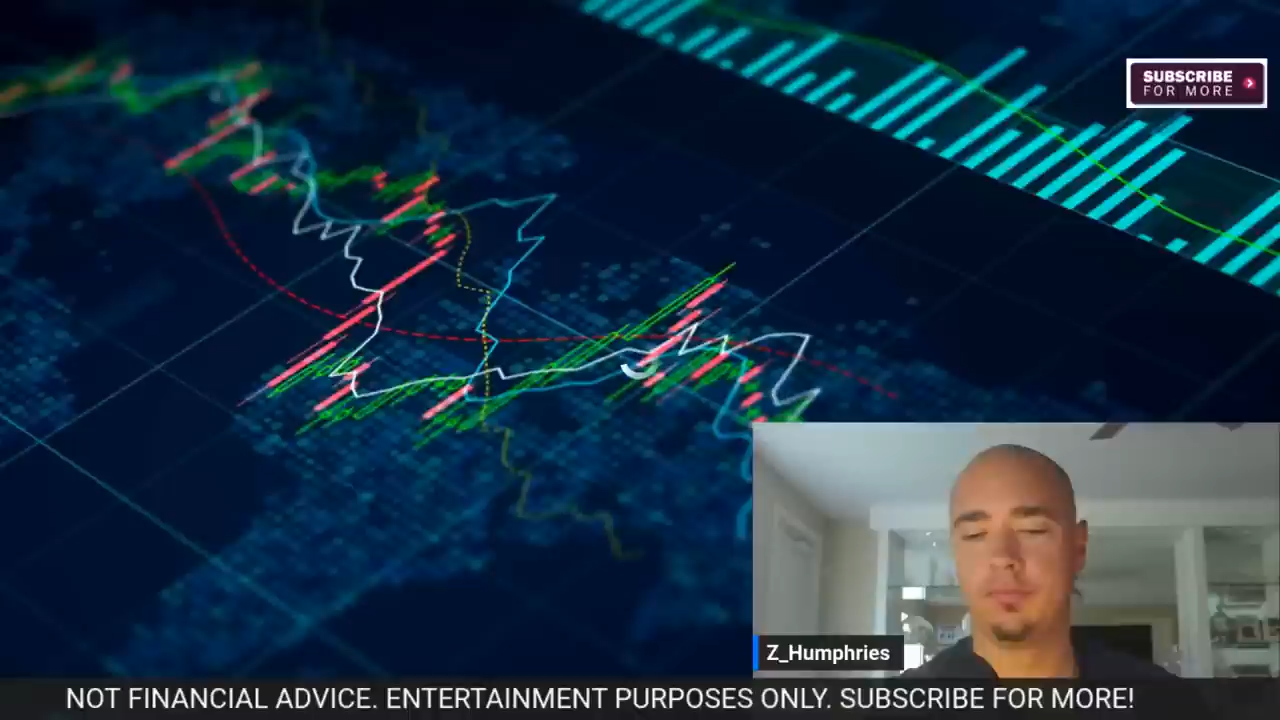 SUBSCRIBE
FOR MORE
Z_Humphries
NOT FINANCIAL ADVICE. ENTERTAINMENT PURPOSES ONLY. SUBSCRIBE FOR MORE!